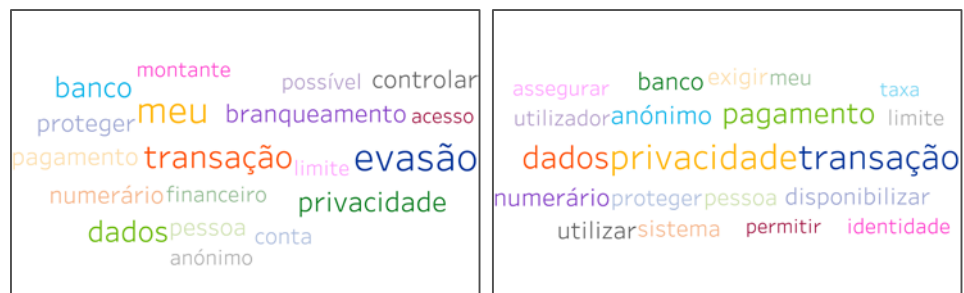 montante
banco possível controlar
meu branqueamento acesso
proteger
pagamento transação limite evasão
numerário financeiro privacidade
dados pessoa conta
anónimo
assegurar banco exigir meu taxa
utilizador anónimo pagamento limite
dados privacidade transação
numerário proteger pessoa disponibilizar
utilizar sistema permitir identidade